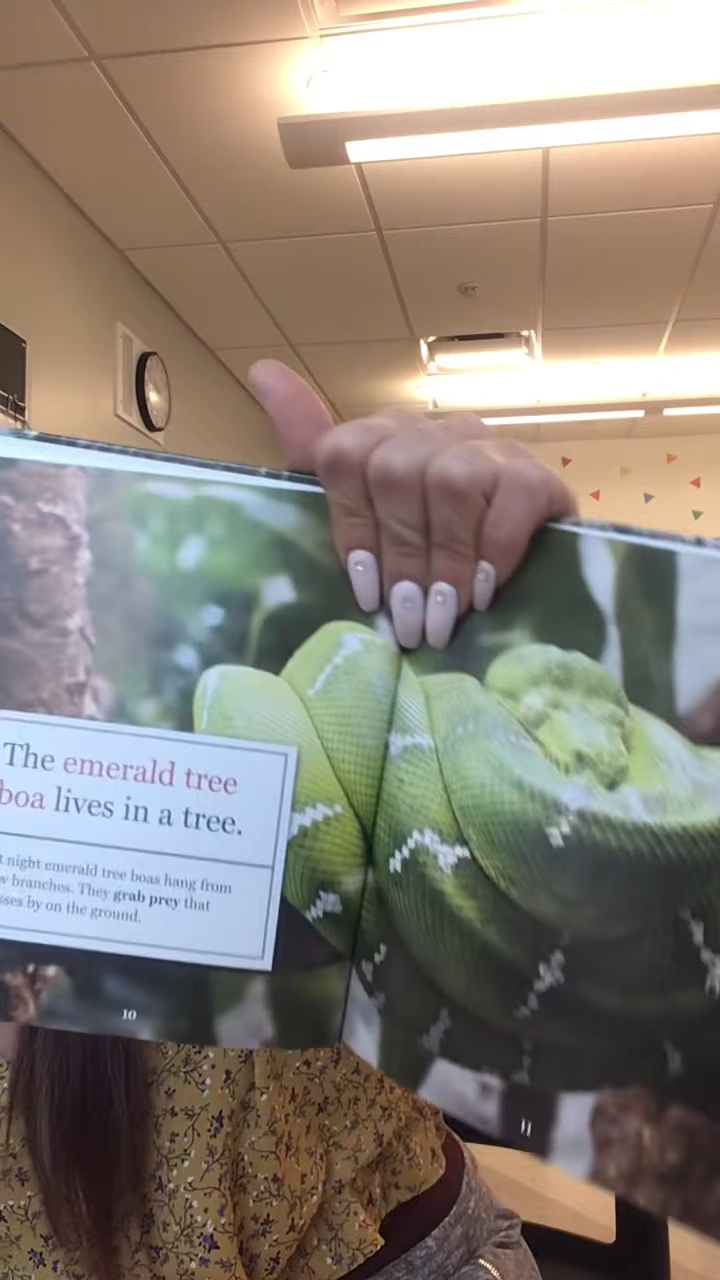 The emerald tree
boa lives in a tree.
t night emerald tree boas hang from
w branches. They grab prey that
sses by on the ground.
10
11